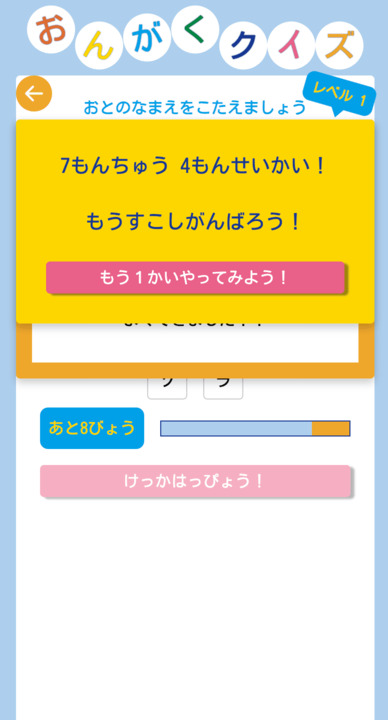 おんがくクイズ
レベル 1
おとのなまえをこたえましょう
7もんちゅう 4もんせいかい！
もうすこしがんばろう！
もう１かいやってみよう！
あと8びょう
けっかはっぴょう！